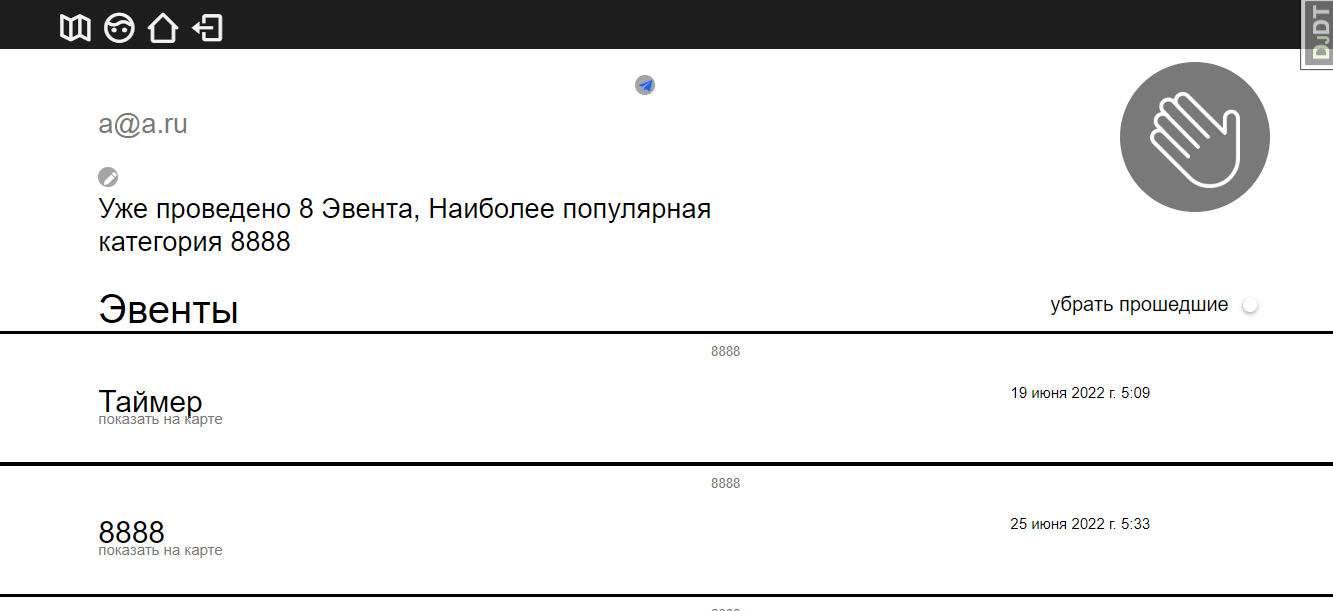 DJDT
a@a.ru
Уже проведено 8 Эвента, Наиболее популярная
категория 8888
Эвенты
убрать прошедшие
8888
Таймер
19 июня 2022 г. 5:09
показать на карте
8888
8888
25 июня 2022 г. 5:33
показать на карте